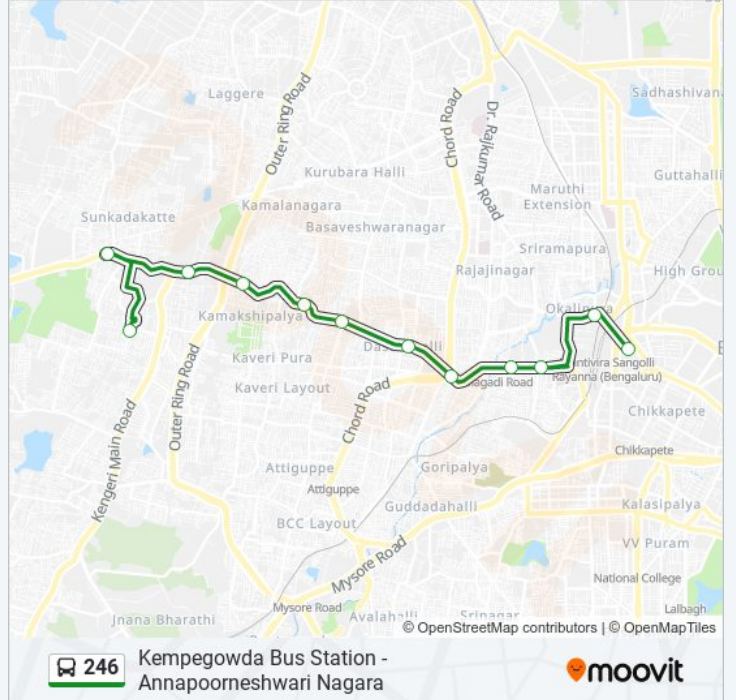 Laggere
Outer Ring Road
Chord Road
Dr. Rajkumar Road
Sadhashivan
Kurubara Halli
Guttahalli
Maruthi
Extension
Kamalanagara
Sunkadakatte
Basaveshwaranagar
Sriramapura
Rajajinagar
High Grou
Okalipura
Kamakshipalya
Kaveri Pura
Kaveri Layout
Chord Road
agadi Road
ntivira Sangolli
Rayanna (Bengaluru)
Outer Ring Road
Kengeri Main Road
Chikkapete
Chikkapete
Attiguppe
Attiguppe
Goripalya
Guddadahalli
BCC Layout
Kalasipalya
VV Puram
Mysore Road
National College
Mysore Road
Lalbagh
Jnana Bharathi
Avalahalli
Srinagar
© OpenStreetMap contributors | © OpenMapTiles
246
Kempegowda Bus Station -
Annapoorneshwari Nagara
moovit